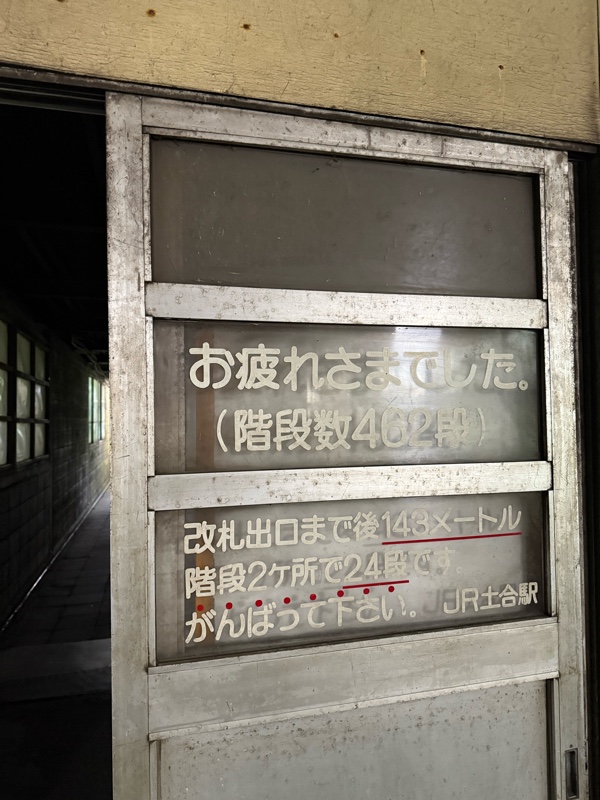 お疲れさまでした。
（階段数462段）
改札出口まで後143メートル
階段2ケ所で24段です。
がんばって下さい。 JR土合駅